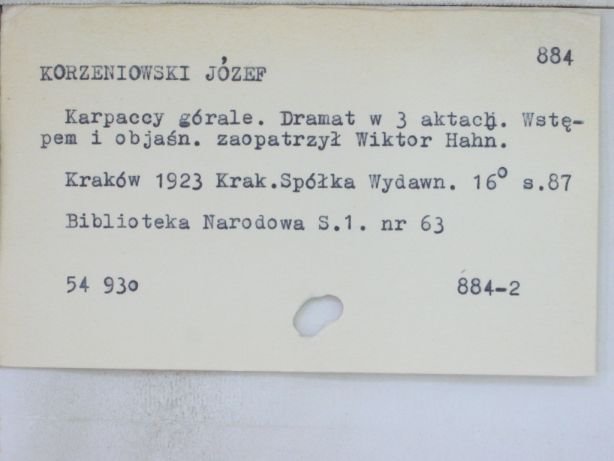 884
KORZENIOWSKI JÓZEF
Karpaccy górale. Dramat w 3 aktach. Wstę-
pem i objaśn. zaopatrzył Wiktor Hahn.
Kraków 1923 Krak.Spółka Wydawn. 16° s.87
Biblioteka Narodowa S.1. nr 63
54 930 884-2